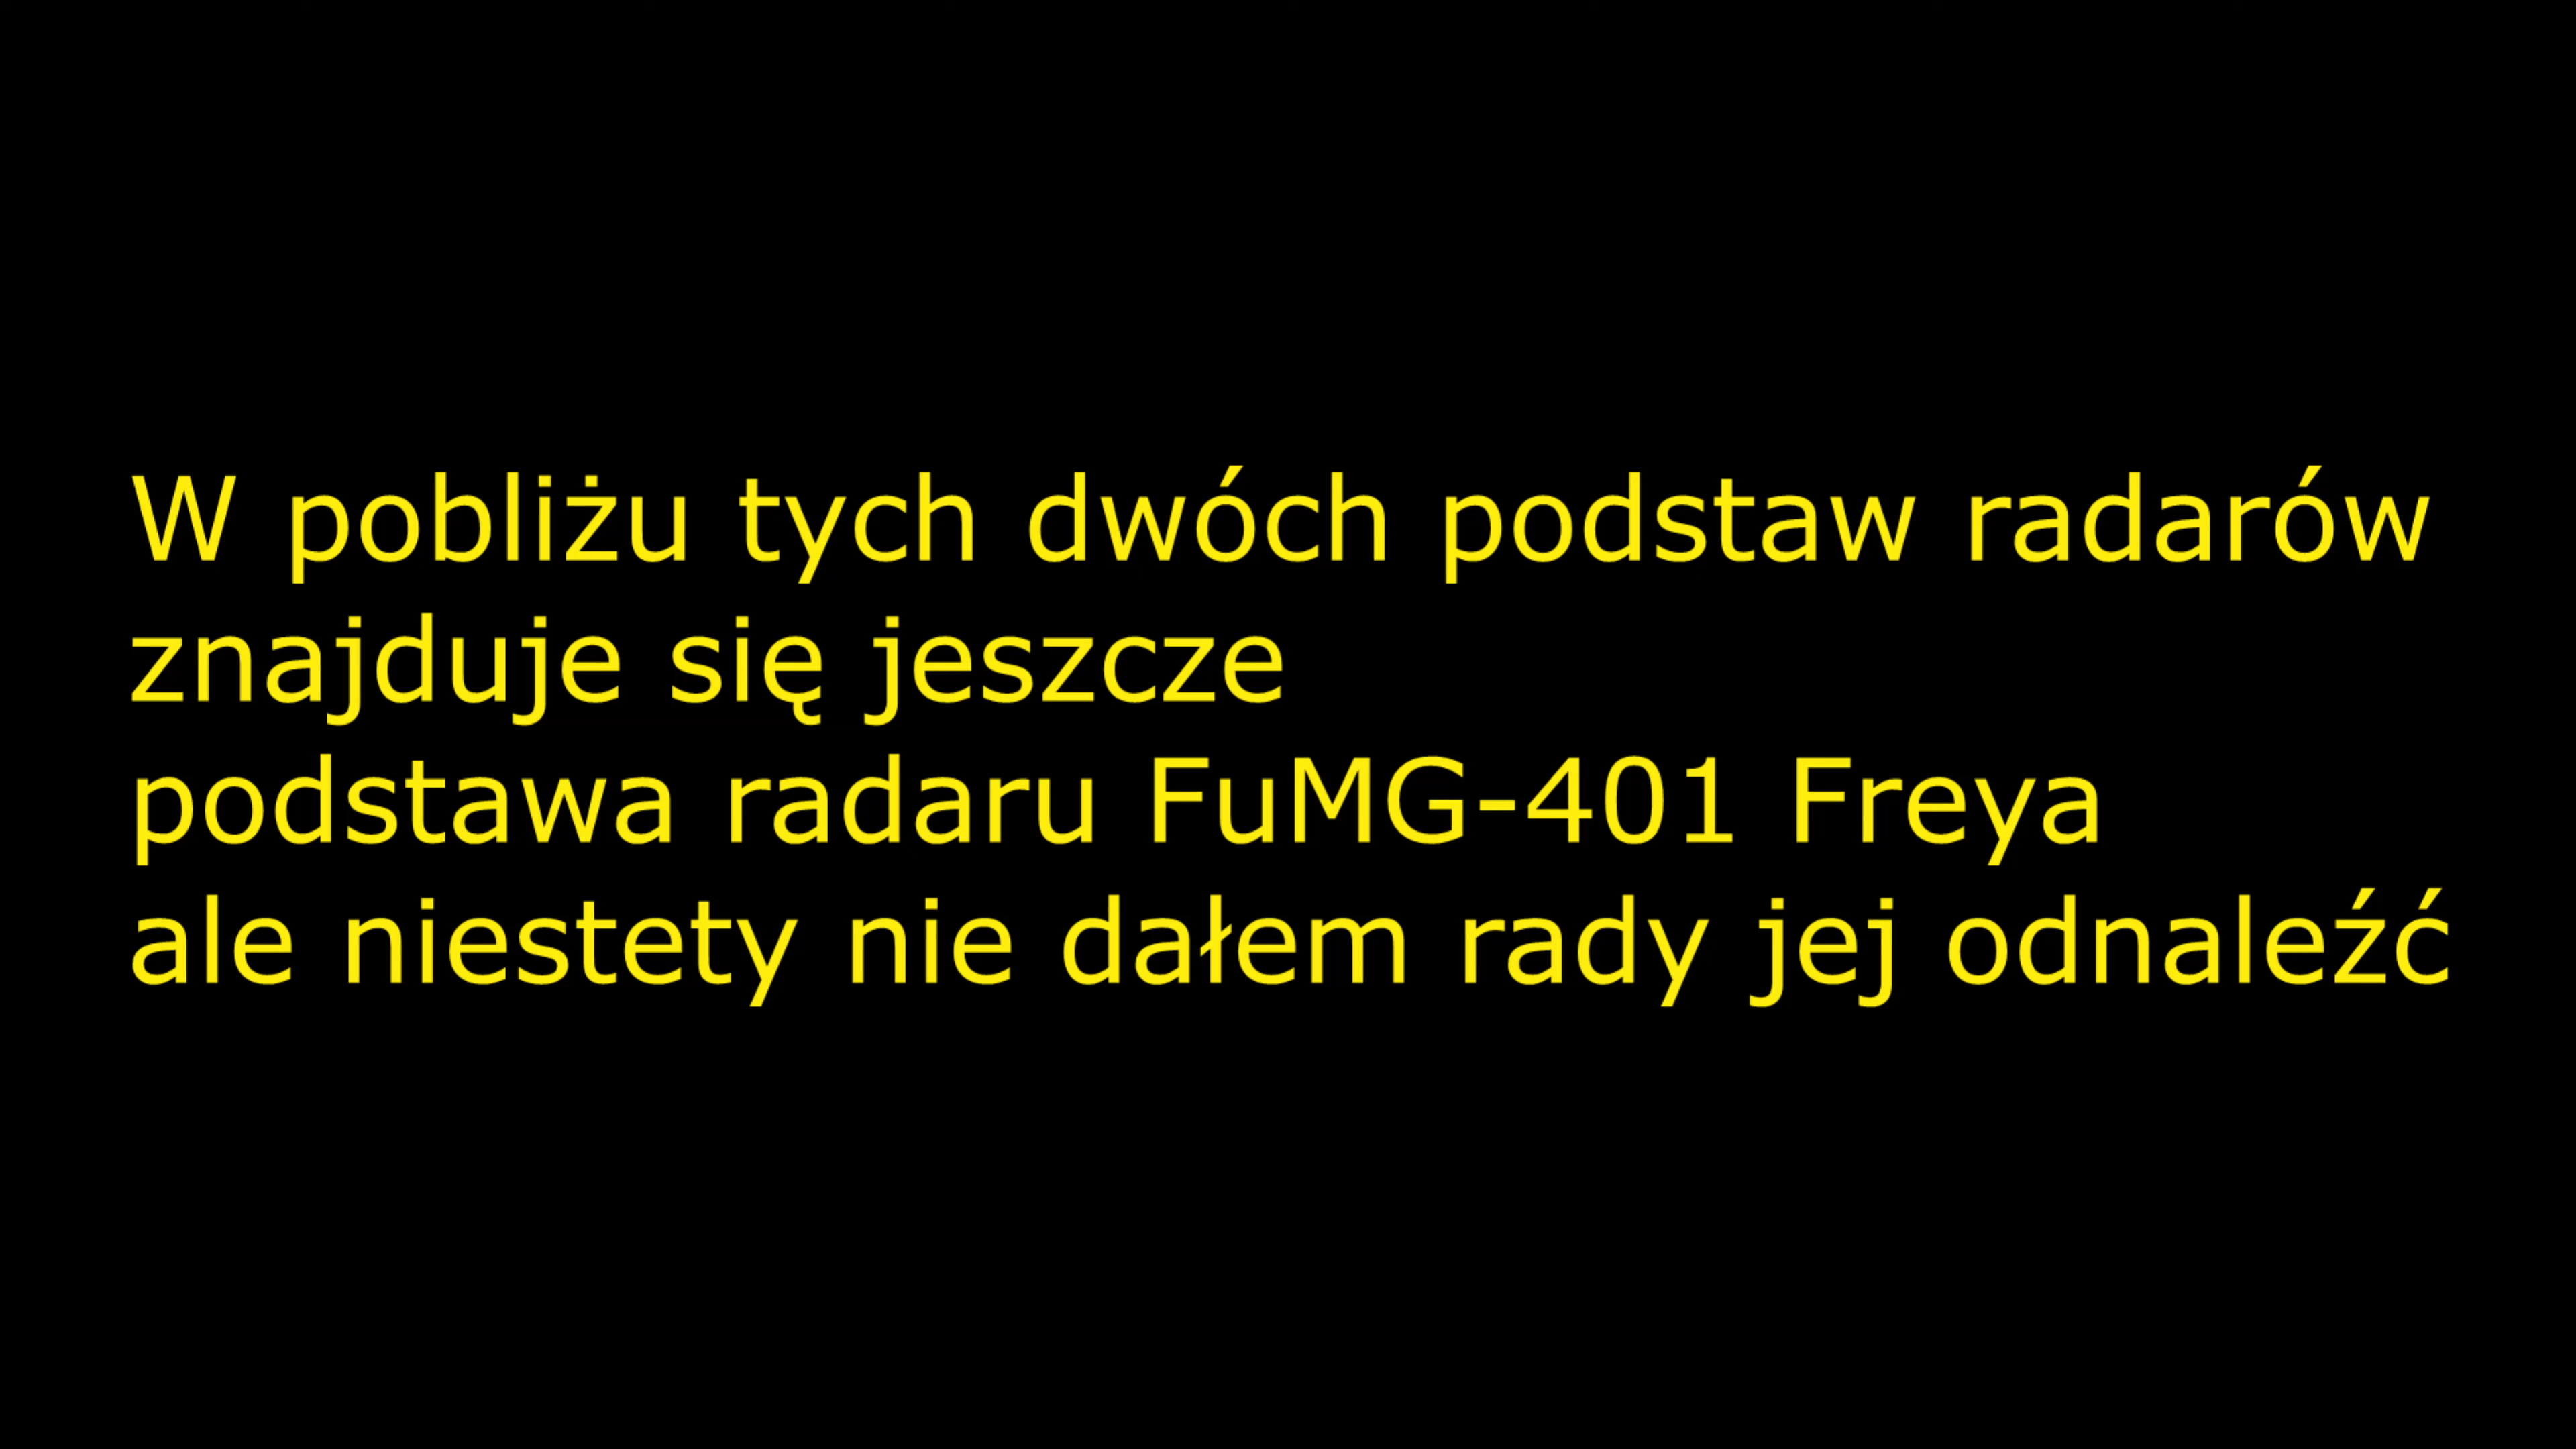 W pobliżu tych dwóch podstaw radarów
znajduje się jeszcze
podstawa radaru FuMG-401 Freya
ale niestety nie dałem rady jej odnaleźć